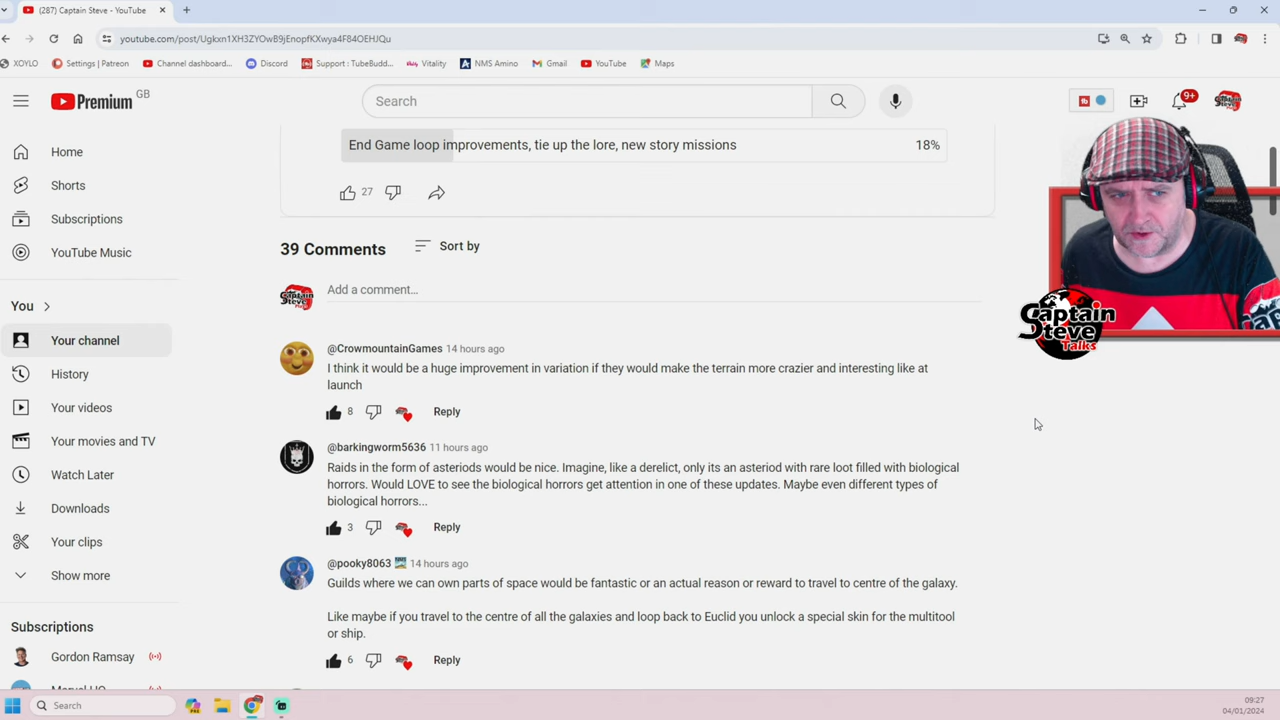 (287) Captain Steve - YouTube
youtube.com/post/Ugkxn1XH3ZYOwB9jEnopfKXwya4F84OEHJQu
XOYLO
Settings | Patreon
Channel dashboard...
Discord
Support : TubeBudd...
Vitality
NMS Amino
Gmail
YouTube
Maps
Premium GB
Search
9+
Home
Shorts
Subscriptions
YouTube Music
You
Your channel
History
Your videos
Your movies and TV
Watch Later
Downloads
Your clips
Show more
Subscriptions
Gordon Ramsay
End Game loop improvements, tie up the lore, new story missions 18%
27
39 Comments Sort by
Add a comment...
@CrowmountainGames 14 hours ago
I think it would be a huge improvement in variation if they would make the terrain more crazier and interesting like at
launch
8 Reply
@barkingworm5636 11 hours ago
Raids in the form of asteriods would be nice. Imagine, like a derelict, only its an asteriod with rare loot filled with biological
horrors. Would LOVE to see the biological horrors get attention in one of these updates. Maybe even different types of
biological horrors...
3 Reply
@pooky8063 14 hours ago
Guilds where we can own parts of space would be fantastic or an actual reason or reward to travel to centre of the galaxy.
Like maybe if you travel to the centre of all the galaxies and loop back to Euclid you unlock a special skin for the multitool
or ship.
6 Reply
Captain
Steve
Talks
Search
09:27
04/01/2024